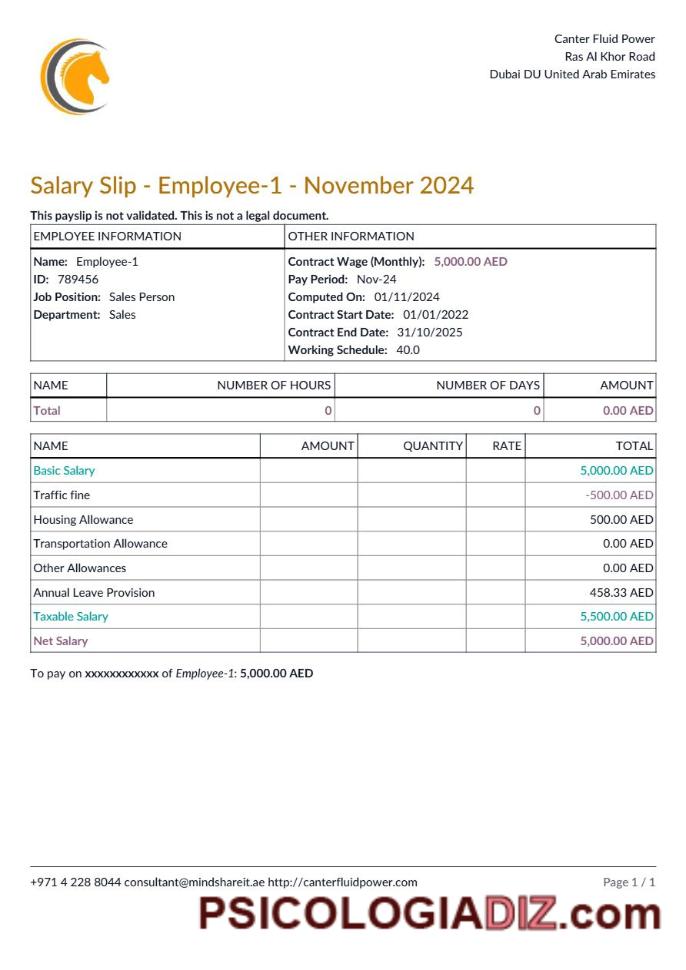 Canter Fluid Power
Ras Al Khor Road
Dubai DU United Arab Emirates
Salary Slip - Employee-1 - November 2024
This payslip is not validated. This is not a legal document.
EMPLOYEE INFORMATION OTHER INFORMATION
Name: Employee-1 Contract Wage (Monthly): 5,000.00 AED
ID: 789456 Pay Period: Nov-24
Job Position: Sales Person Computed On: 01/11/2024
Department: Sales Contract Start Date: 01/01/2022
Contract End Date: 31/10/2025
Working Schedule: 40.0
NAME NUMBER OF HOURS NUMBER OF DAYS AMOUNT
Total 0 0 0.00 AED
NAME AMOUNT QUANTITY RATE TOTAL
Basic Salary 5,000.00 AED
Traffic fine -500.00 AED
Housing Allowance 500.00 AED
Transportation Allowance 0.00 AED
Other Allowances 0.00 AED
Annual Leave Provision 458.33 AED
Taxable Salary 5,500.00 AED
Net Salary 5,000.00 AED
To pay on xxxxxxxxxxxx of Employee-1: 5,000.00 AED
+971 4 228 8044 consultant@mindshareit.ae http://canterfluidpower.com Page 1 / 1
PSICOLOGIADIZ.com